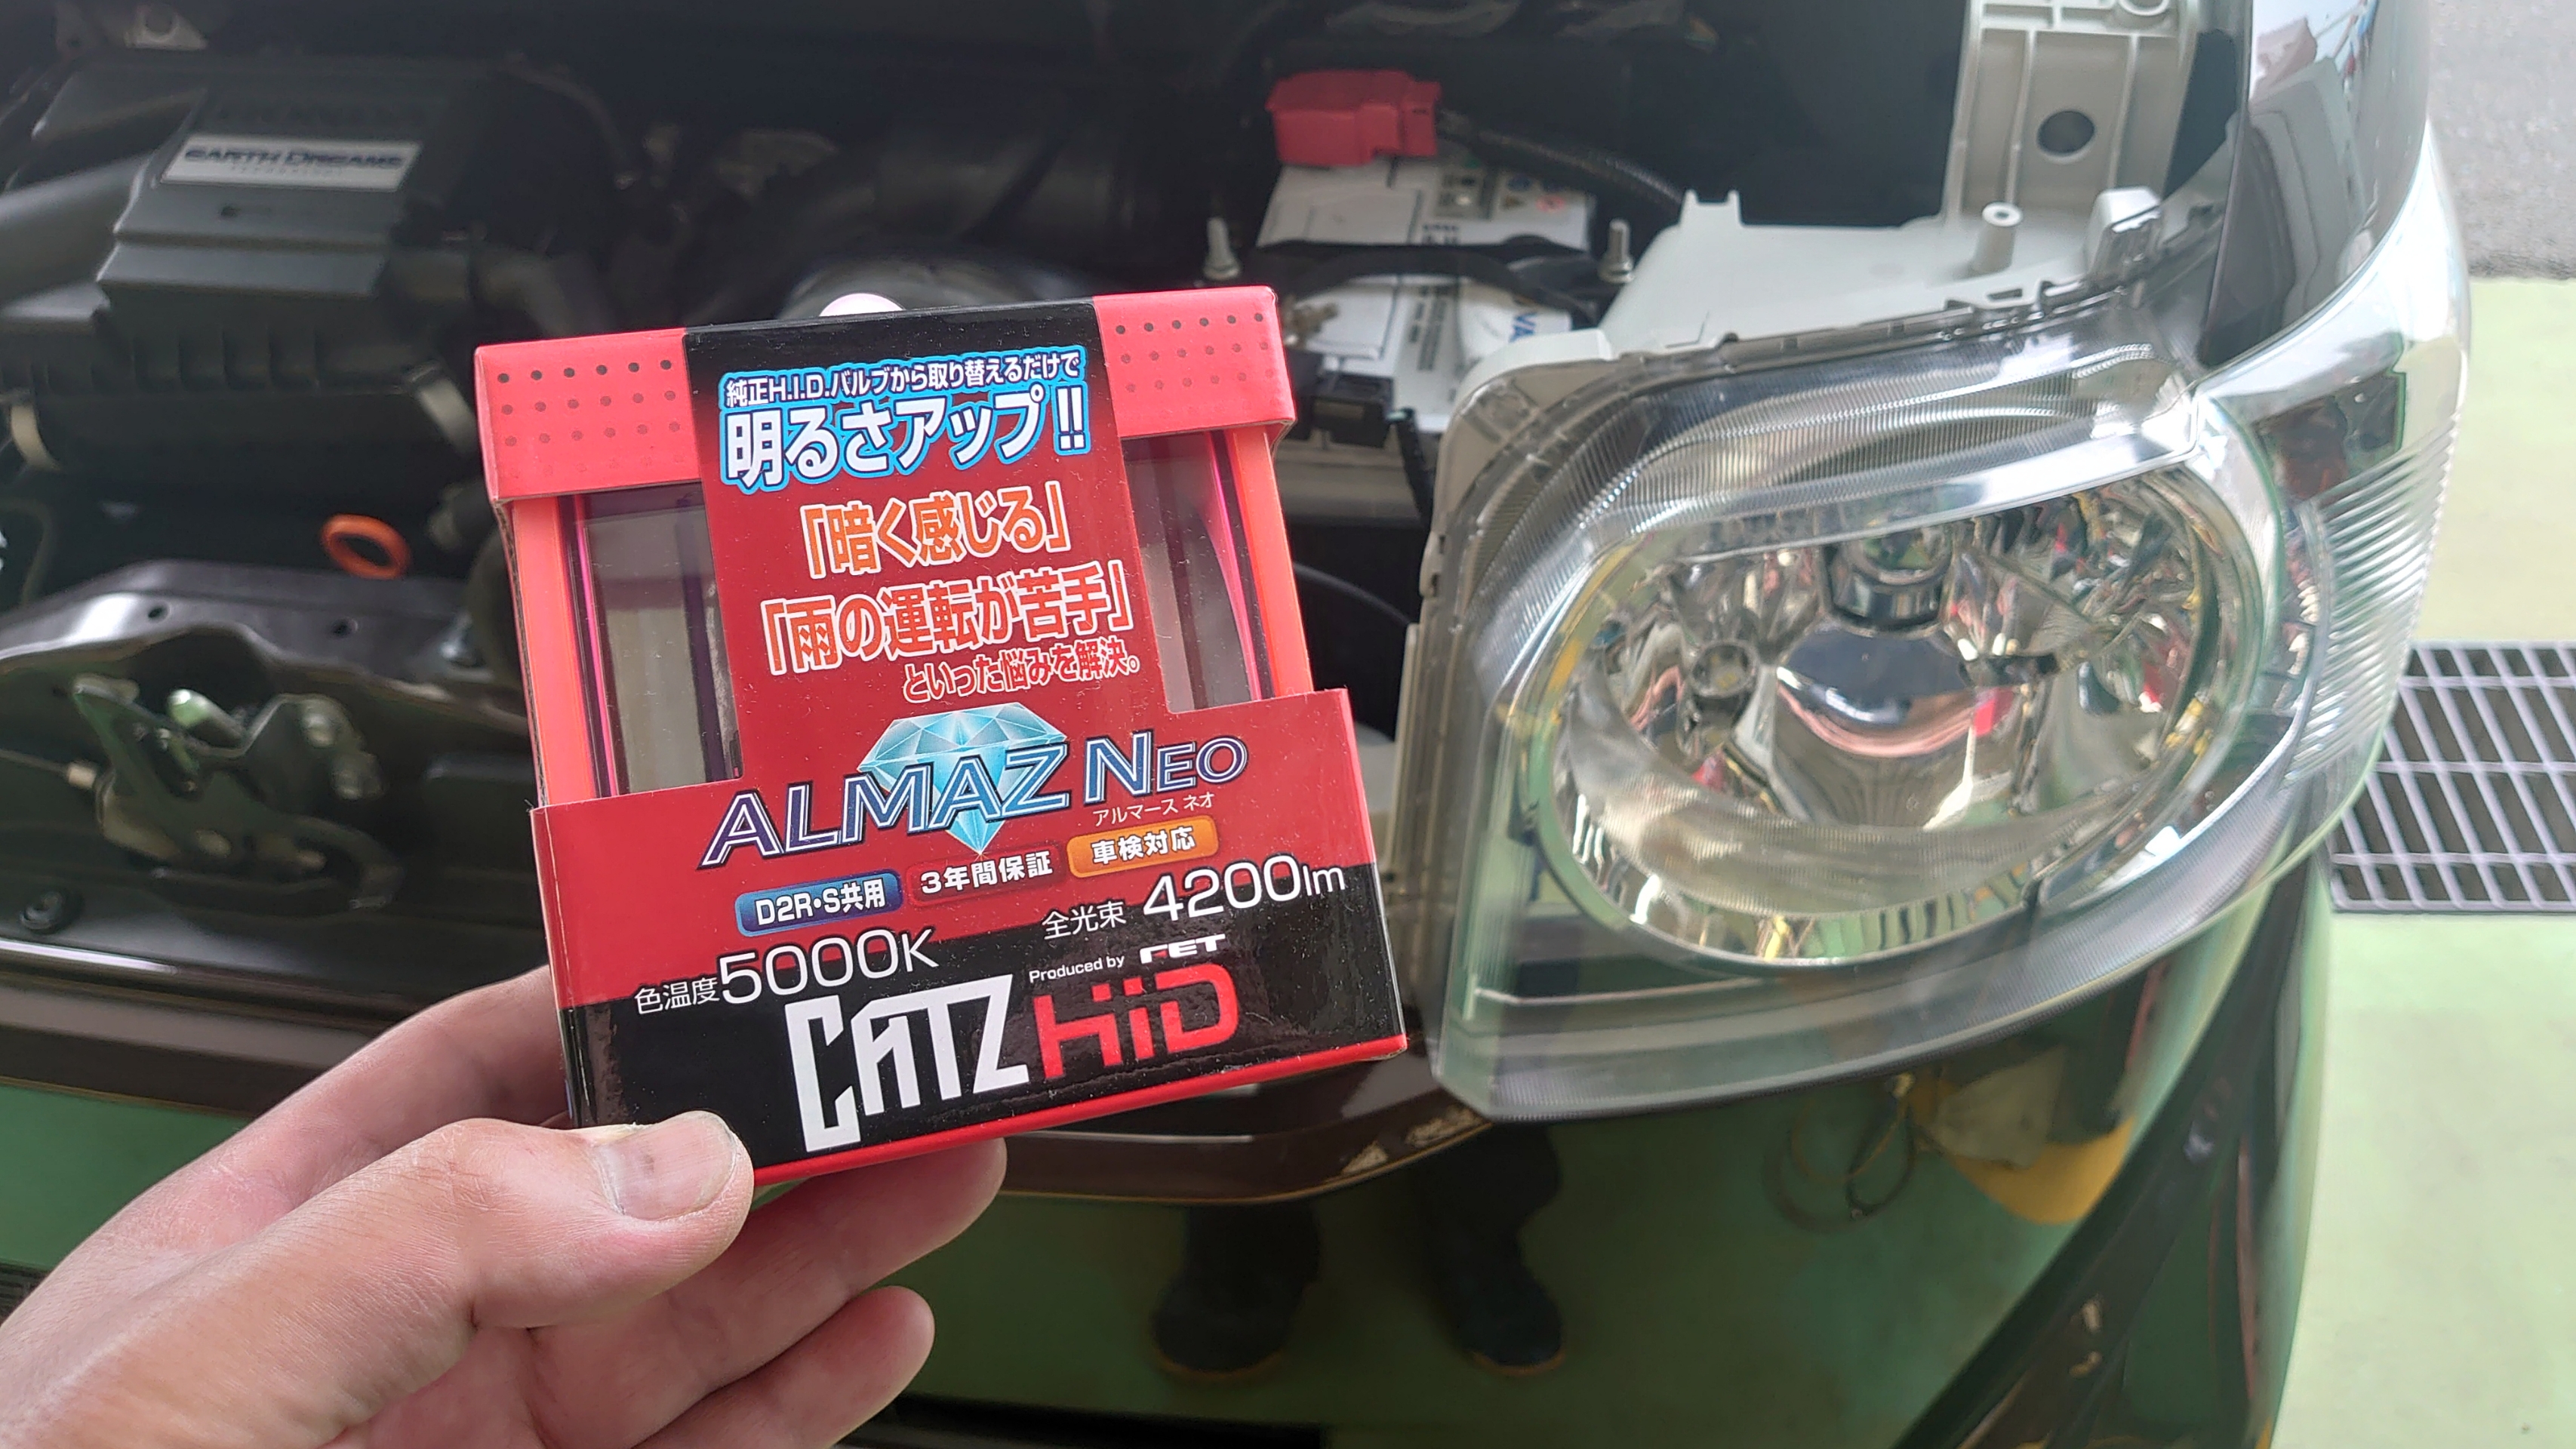 EARTH DREAMS
TECHNOLOGY
純正H.I.D.バルブから取り替えるだけで
明るさアップ!!
「暗く感じる」
「雨の運転が苦手」
といった悩みを解決。
ALMAZ NEO
アルマース ネオ
D2R・S共用 3年間保証 車検対応
色温度5000K 全光束 4200lm
Produced by FET
CATZ HiD